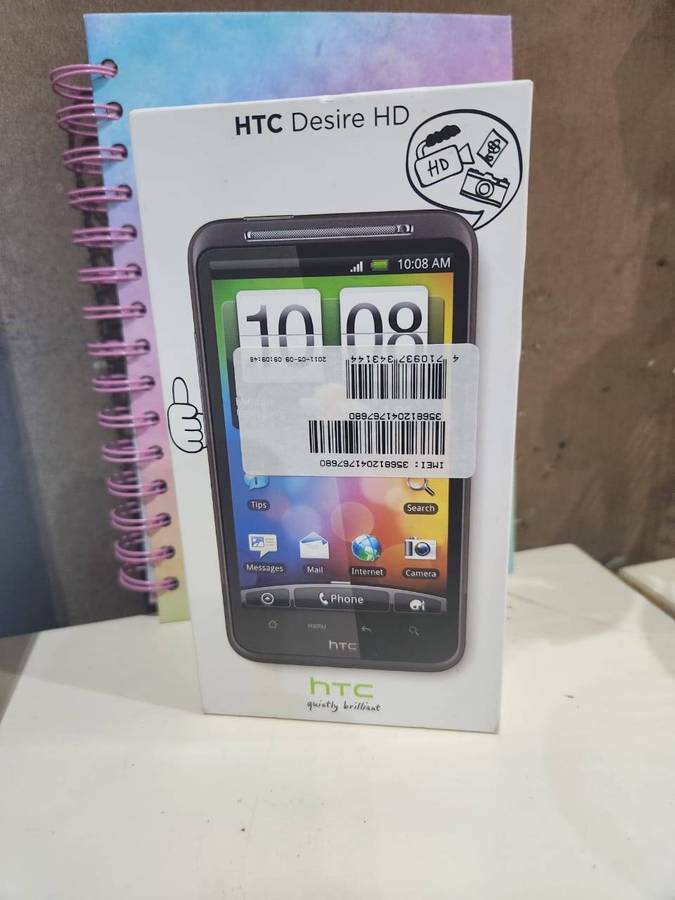 HTC Desire HD
HD
10:08 AM
10 08
4 710937 343144
2011-05-09 09:09:48
356812041767680
IMEI: 356812041767680
Tips
Search
Messages
Mail
Internet
Camera
Phone
menu
hTC
hTC
quietly brilliant